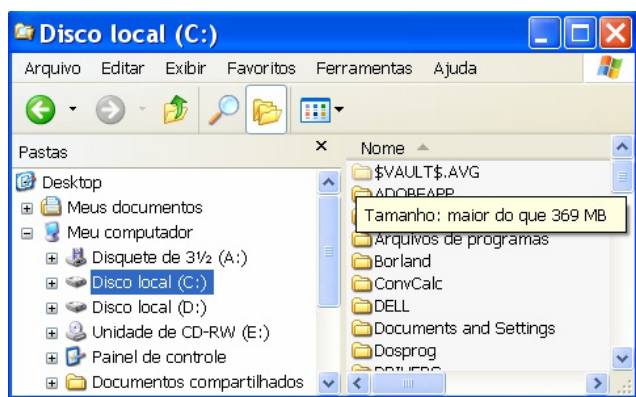 Disco local (C:)
Arquivo Editar Exibir Favoritos Ferramentas Ajuda
Pastas
Desktop
Meus documentos
Meu computador
Disquete de 3½ (A:)
Disco local (C:)
Disco local (D:)
Unidade de CD-RW (E:)
Painel de controle
Documentos compartilhados
Nome
$VAULT$.AVG
ADOBEAPP
Tamanho: maior do que 369 MB
Arquivos de programas
Borland
ConvCalc
DELL
Documents and Settings
Dosprog
DRIVERS